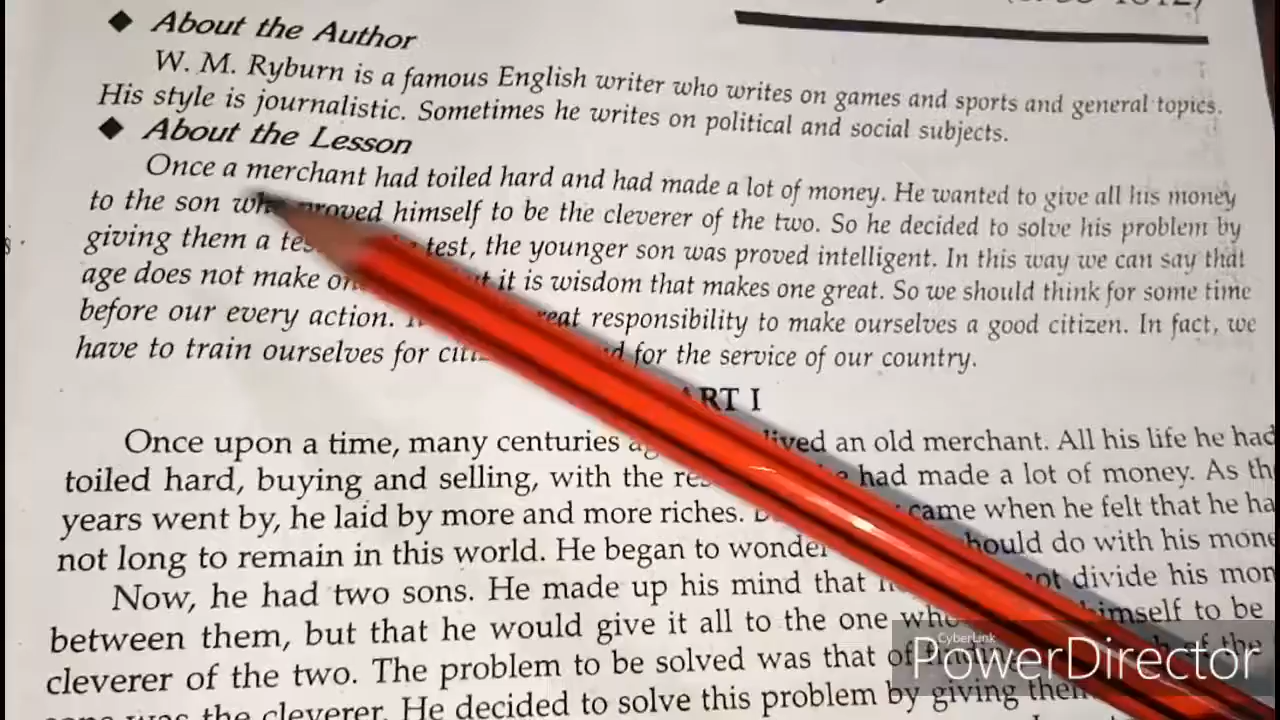 About the Author
W. M. Ryburn is a famous English writer who writes on games and sports and general topics.
His style is journalistic. Sometimes he writes on political and social subjects.
About the Lesson
Once a merchant had toiled hard and had made a lot of money. He wanted to give all his money
to the son who proved himself to be the cleverer of the two. So he decided to solve his problem by
giving them a test, the younger son was proved intelligent. In this way we can say that
age does not make it is wisdom that makes one great. So we should think for some time
before our every action. responsibility to make ourselves a good citizen. In fact, we
have to train ourselves for for the service of our country.
PART I
Once upon a time, many centuries lived an old merchant. All his life he had
toiled hard, buying and selling, with the had made a lot of money. As
years went by, he laid by more and more riches. came when he felt that he
not long to remain in this world. He began to wonder should do with his
Now, he had two sons. He made up his mind that not divide his
between them, but that he would give it all to the one himself to be
cleverer of the two. The problem to be solved was that of the
was the cleverer. He decided to solve this problem by giving
CyberLink
PowerDirector